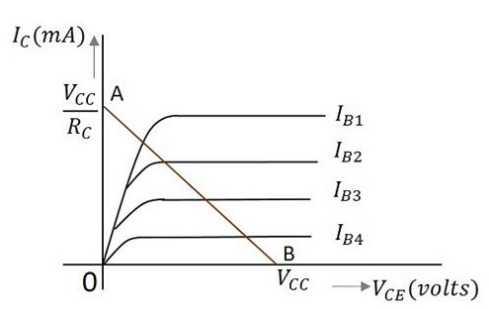 I_C(mA)
V_CC/R_C
A
I_B1
I_B2
I_B3
I_B4
B
0
V_CC
V_CE(volts)